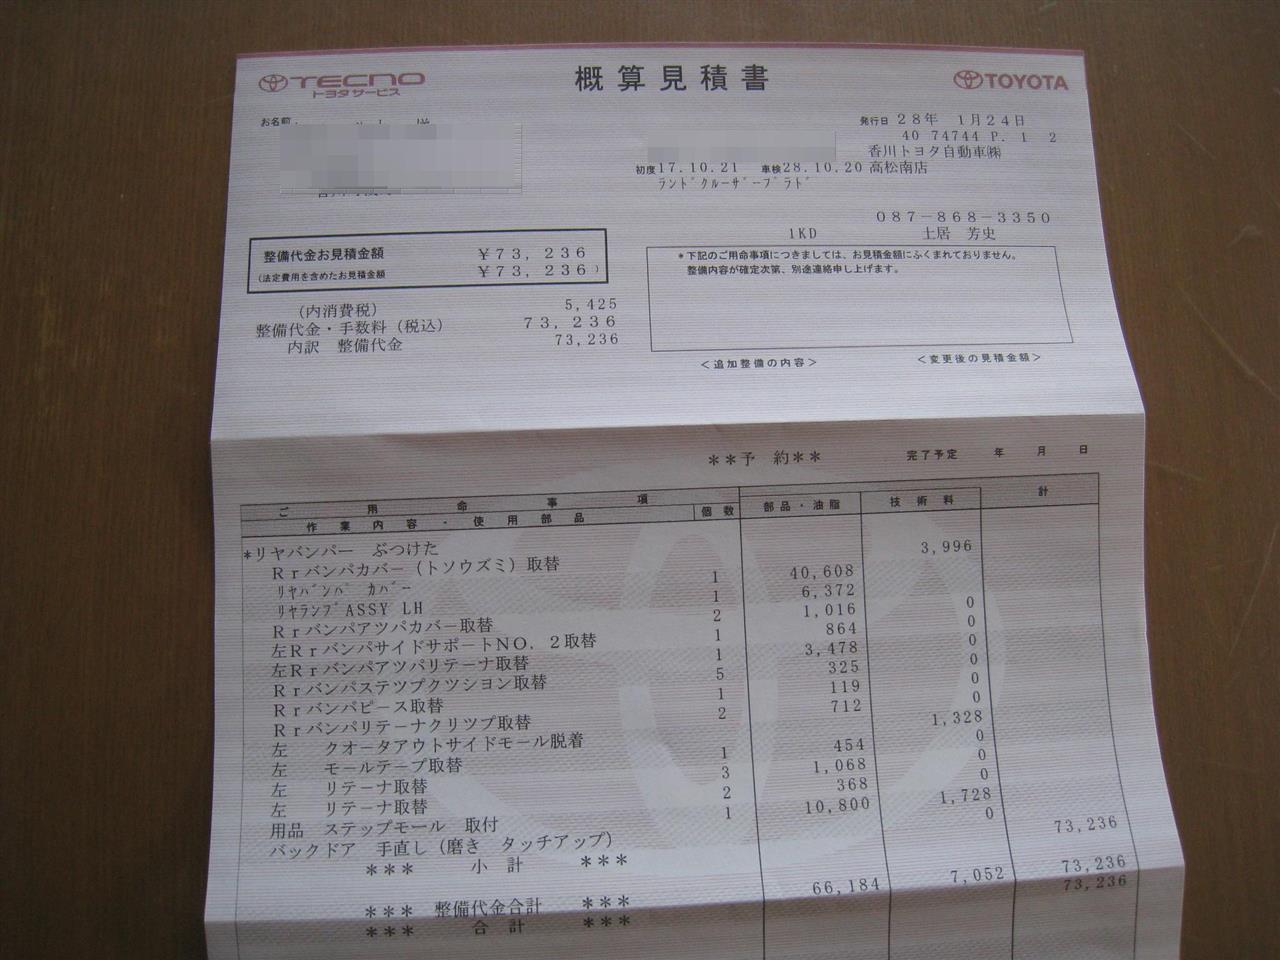 TECNO
トヨタサービス
概算見積書
TOYOTA
お名前
発行日 28年 1月24日
40 74744 P. 1 2
香川トヨタ自動車㈱
初度17.10.21 車検28.10.20 高松南店
ﾗﾝﾄﾞｸﾙｰｻﾞｰﾌﾟﾗﾄﾞ
087-868-3350
1KD 土居 芳史
整備代金お見積金額 ¥73,236
(法定費用を含めたお見積金額 ¥73,236)
*下記のご用命事項につきましては、お見積金額にふくまれておりません。
整備内容が確定次第、別途連絡申し上げます。
(内消費税) 5,425
整備代金・手数料(税込) 73,236
内訳 整備代金 73,236
<追加整備の内容> <変更後の見積金額>
**予 約** 完了予定 年 月 日
ご用命事項 部品・油脂 技術料 計
作業内容・使用部品 個数
*リヤバンパー ぶつけた 3,996
Rrバンパカバー(トソウズミ)取替
ﾘﾔﾊﾞﾝﾊﾟ ｶﾊﾞｰ 1 40,608
ﾘﾔﾗﾝﾌﾟASSY LH 1 6,372
Rrバンパアツパカバー取替 2 1,016 0
左RrバンパサイドサポートNO.2取替 1 864 0
左Rrバンパアツパリテーナ取替 1 3,478 0
Rrバンパステツプクツシヨン取替 5 325 0
Rrバンパピース取替 1 119 0
Rrバンパリテーナクリツプ取替 2 712 0
左 クオータアウトサイドモール脱着 1,328
左 モールテープ取替 1 454 0
左 リテーナ取替 3 1,068 0
左 リテーナ取替 2 368 0
用品 ステップモール 取付 1 10,800 1,728
バックドア 手直し(磨き タッチアップ) 0
*** 小 計 *** 73,236
66,184 7,052
*** 整備代金合計 *** 73,236
*** 合 計 *** 73,236